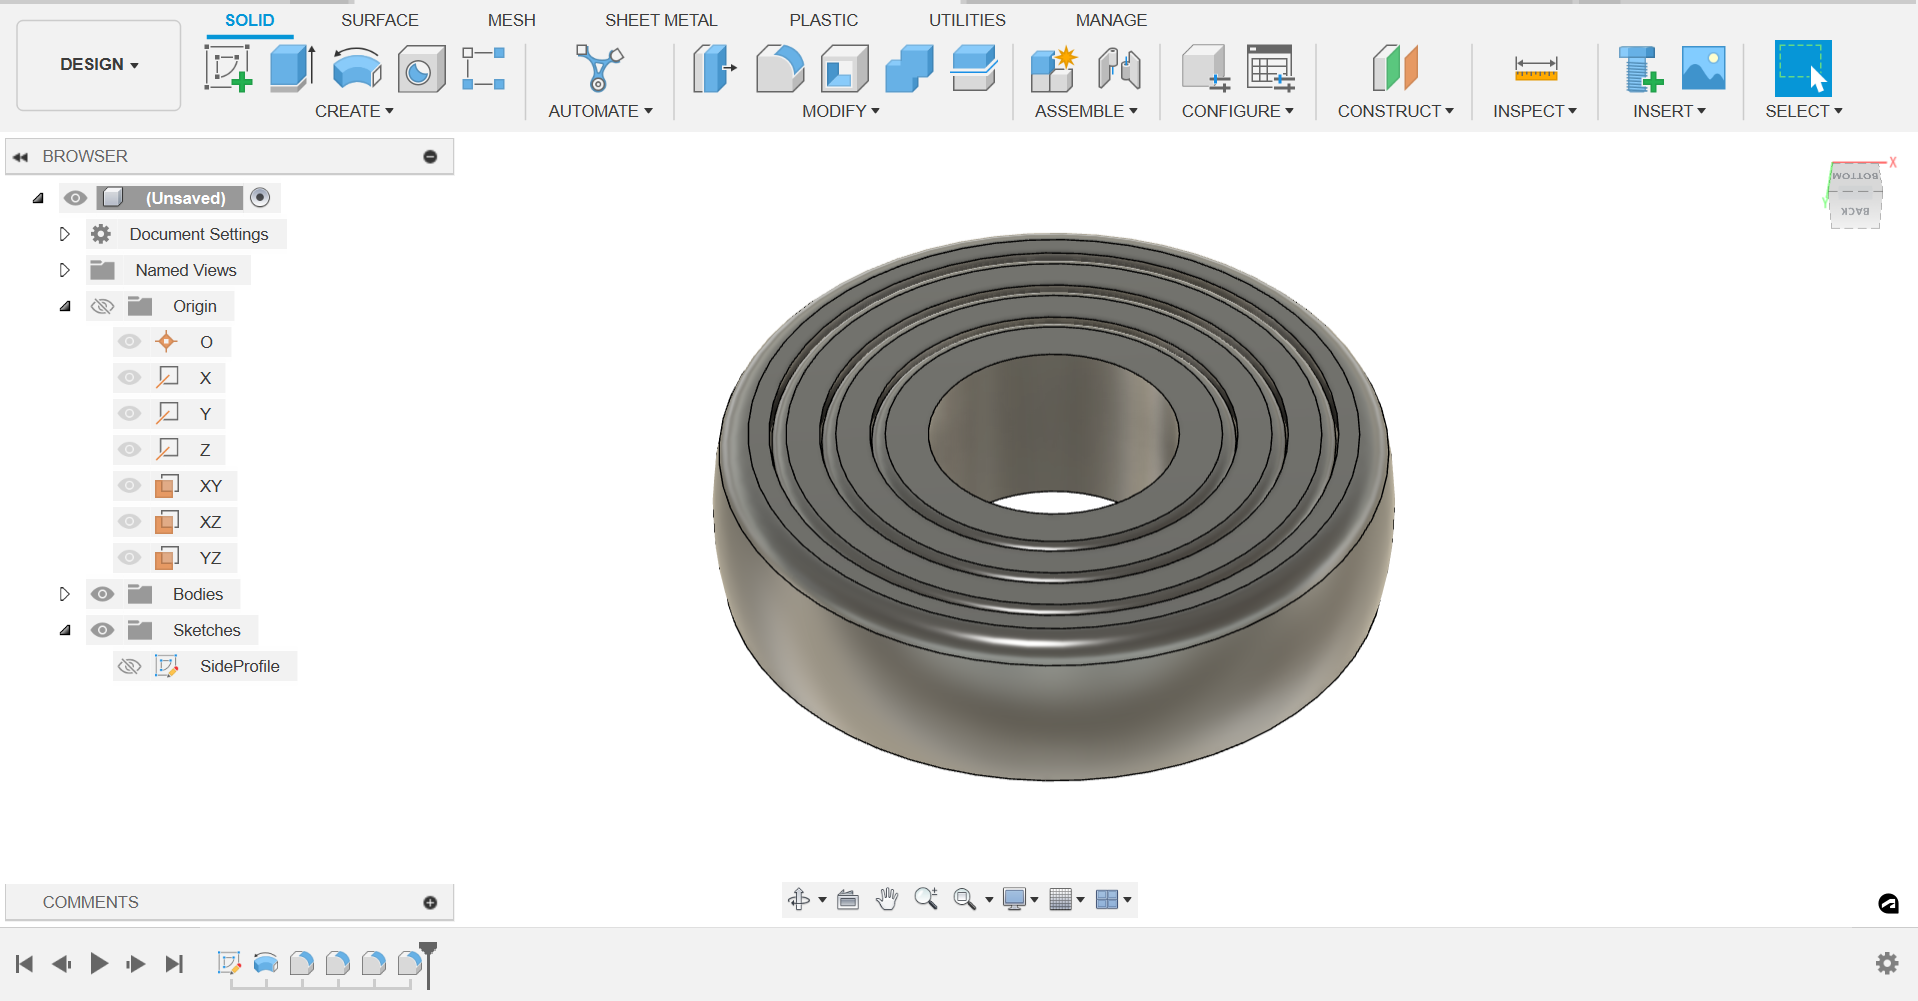 SOLID SURFACE MESH SHEET METAL PLASTIC UTILITIES MANAGE
DESIGN
CREATE AUTOMATE MODIFY ASSEMBLE CONFIGURE CONSTRUCT INSPECT INSERT SELECT
BROWSER
(Unsaved)
Document Settings
Named Views
Origin
O
X
Y
Z
XY
XZ
YZ
Bodies
Sketches
SideProfile
X
BOTTOM
Y
BACK
COMMENTS